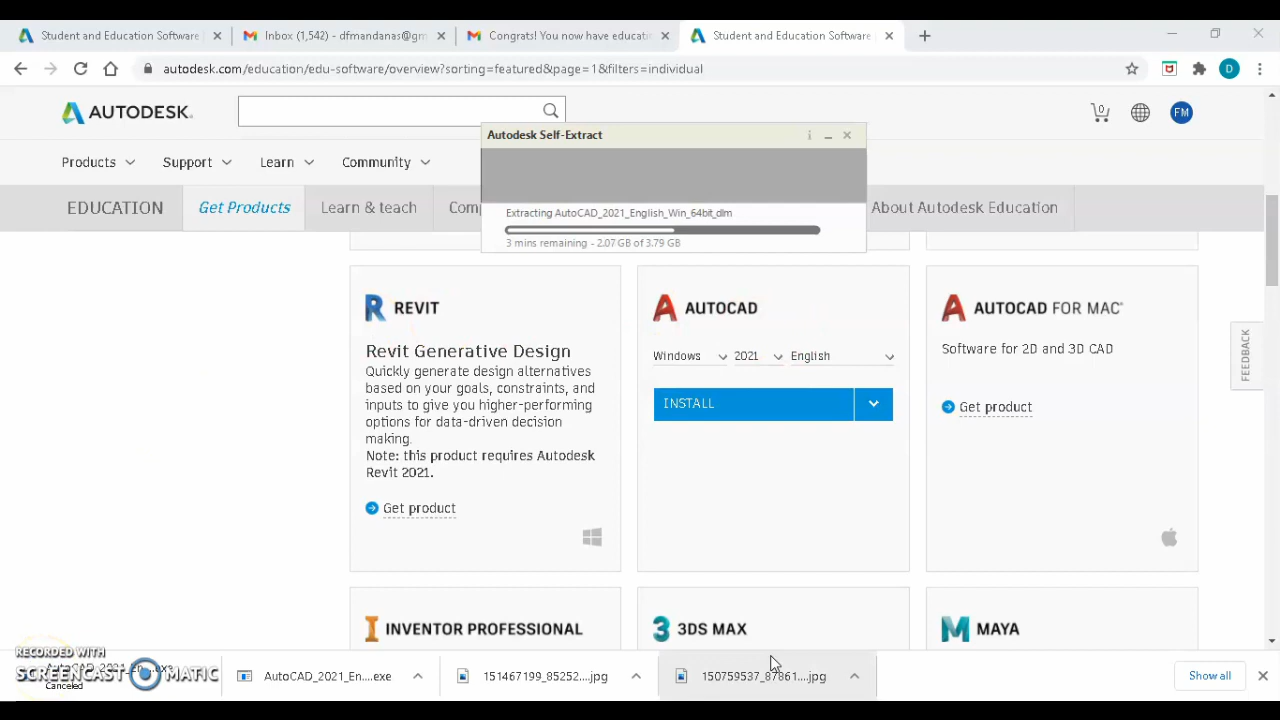 Student and Education Software
Inbox (1,542) - dfmandanas@gm
Congrats! You now have educati
Student and Education Software
autodesk.com/education/edu-software/overview?sorting=featured&page=1&filters=individual
D
AUTODESK.
0
FM
Autodesk Self-Extract
Products
Support
Learn
Community
Extracting AutoCAD_2021_English_Win_64bit_dlm
3 mins remaining - 2.07 GB of 3.79 GB
EDUCATION
Get Products
Learn & teach
Com
About Autodesk Education
REVIT
Revit Generative Design
Quickly generate design alternatives
based on your goals, constraints, and
inputs to give you higher-performing
options for data-driven decision
making.
Note: this product requires Autodesk
Revit 2021.
Get product
AUTOCAD
Windows
2021
English
INSTALL
AUTOCAD FOR MAC®
Software for 2D and 3D CAD
Get product
FEEDBACK
INVENTOR PROFESSIONAL
3DS MAX
MAYA
RECORDED WITH
SCREENCAST-O-MATIC
Canceled
AutoCAD_2021_En....exe
151467199_85252....jpg
150759537_87861....jpg
Show all